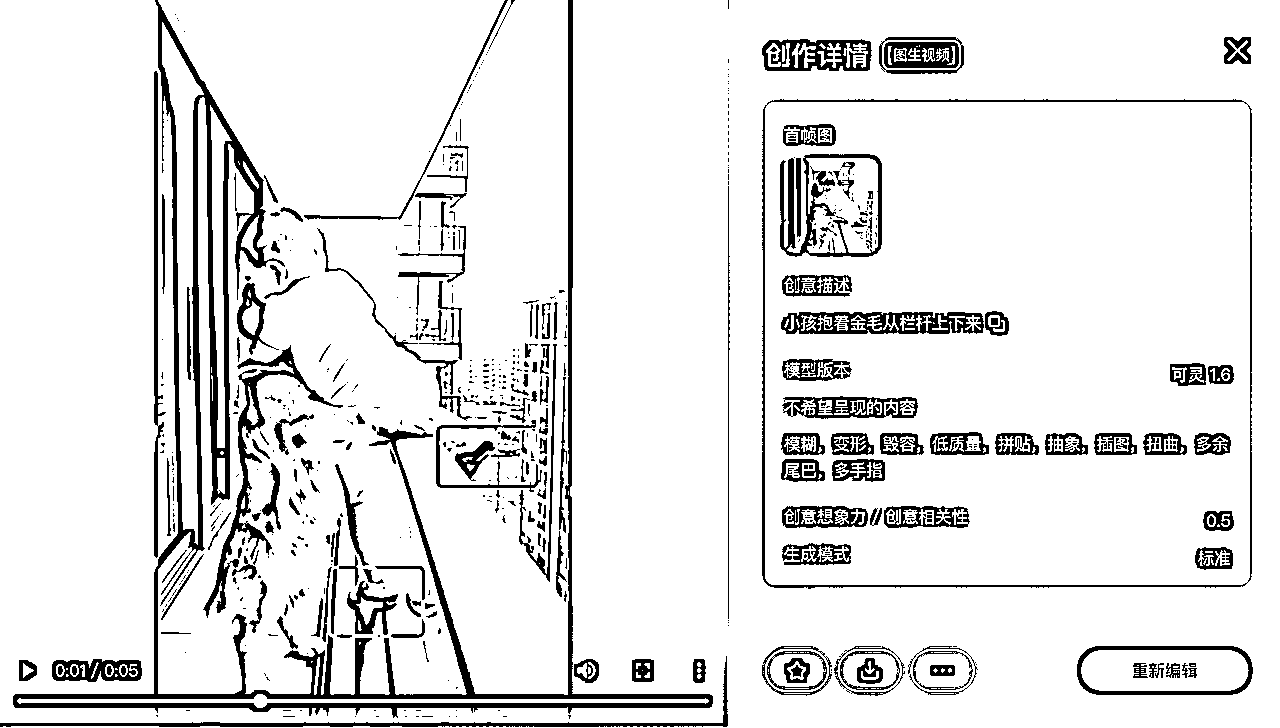 创作详情 [图生视频]
首帧图
创意描述
小孩抱着金毛从栏杆上下来
模型版本 可灵 1.6
不希望呈现的内容
模糊, 变形, 毁容, 低质量, 拼贴, 抽象, 插图, 扭曲, 多余
尾巴, 多手指
创意想象力 // 创意相关性 0.5
生成模式 标准
0:01 / 0:05
重新编辑